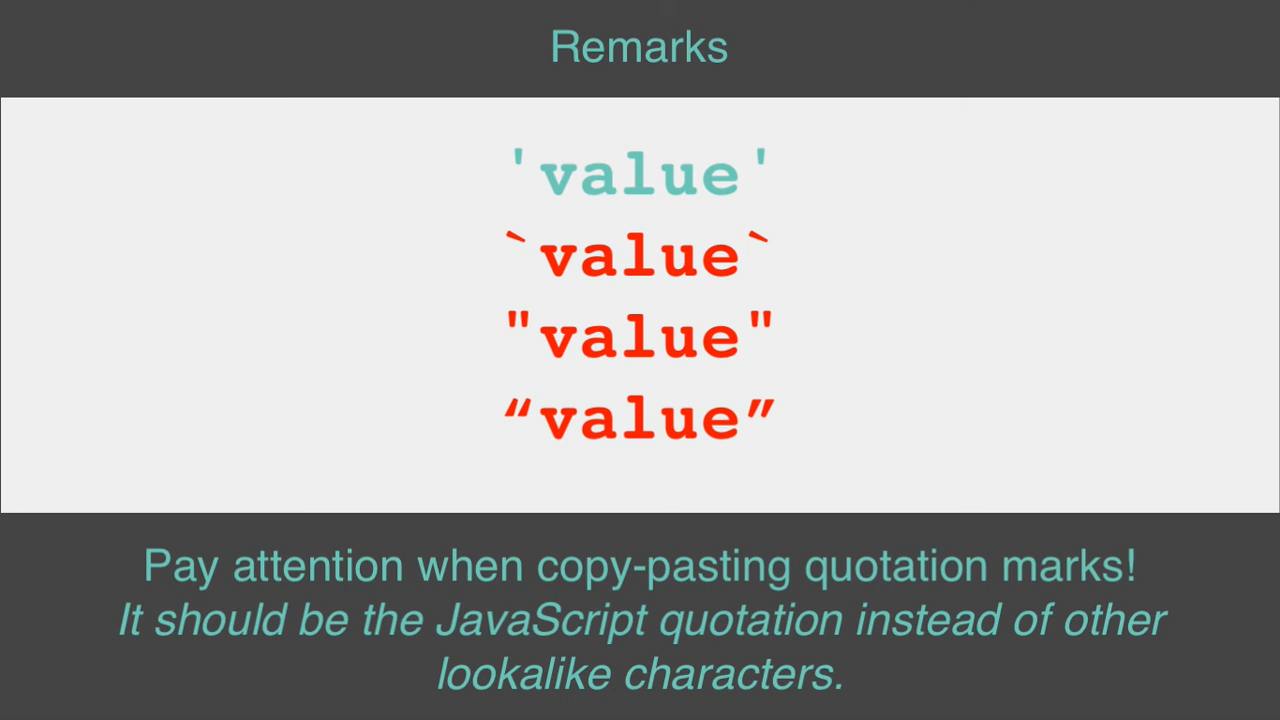 Remarks
'value'
`value`
"value"
“value”
Pay attention when copy-pasting quotation marks!
It should be the JavaScript quotation instead of other
lookalike characters.